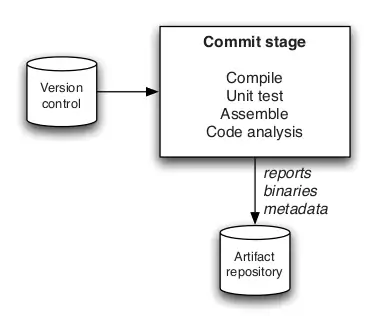 Commit stage
Compile
Unit test
Assemble
Code analysis
Version
control
reports
binaries
metadata
Artifact
repository